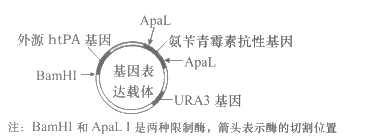 ApaL
外源 htPA 基因
氨苄青霉素抗性基因
ApaL
BamHI
基因表
达载体
URA3 基因
注：BamHI 和 ApaL I 是两种限制酶，箭头表示酶的切割位置